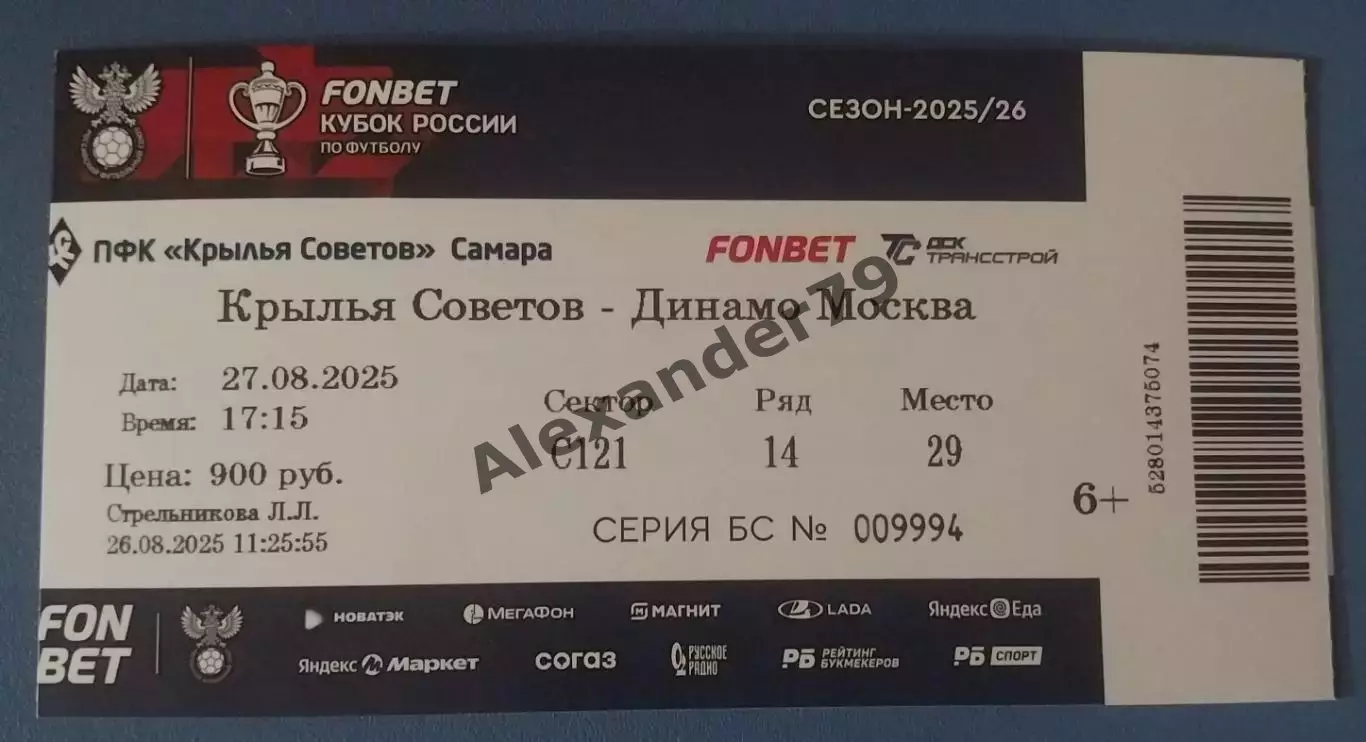 FONBET
КУБОК РОССИИ
ПО ФУТБОЛУ
СЕЗОН-2025/26
ПФК «Крылья Советов» Самара
FONBET
ДСК
ТРАНССТРОЙ
Крылья Советов - Динамо Москва
Дата: 27.08.2025
Время: 17:15
Сектор Ряд Место
С121 14 29
Цена: 900 руб.
Стрельникова Л.Л.
26.08.2025 11:25:55
СЕРИЯ БС № 009994
6+
528014375074
Alexander79
FON
BET
НОВАТЭК
МЕГАФОН
МАГНИТ
LADA
Яндекс Еда
Яндекс Маркет
СОГАЗ
РУССКОЕ
РАДИО
РБ РЕЙТИНГ
БУКМЕКЕРОВ
РБ СПОРТ